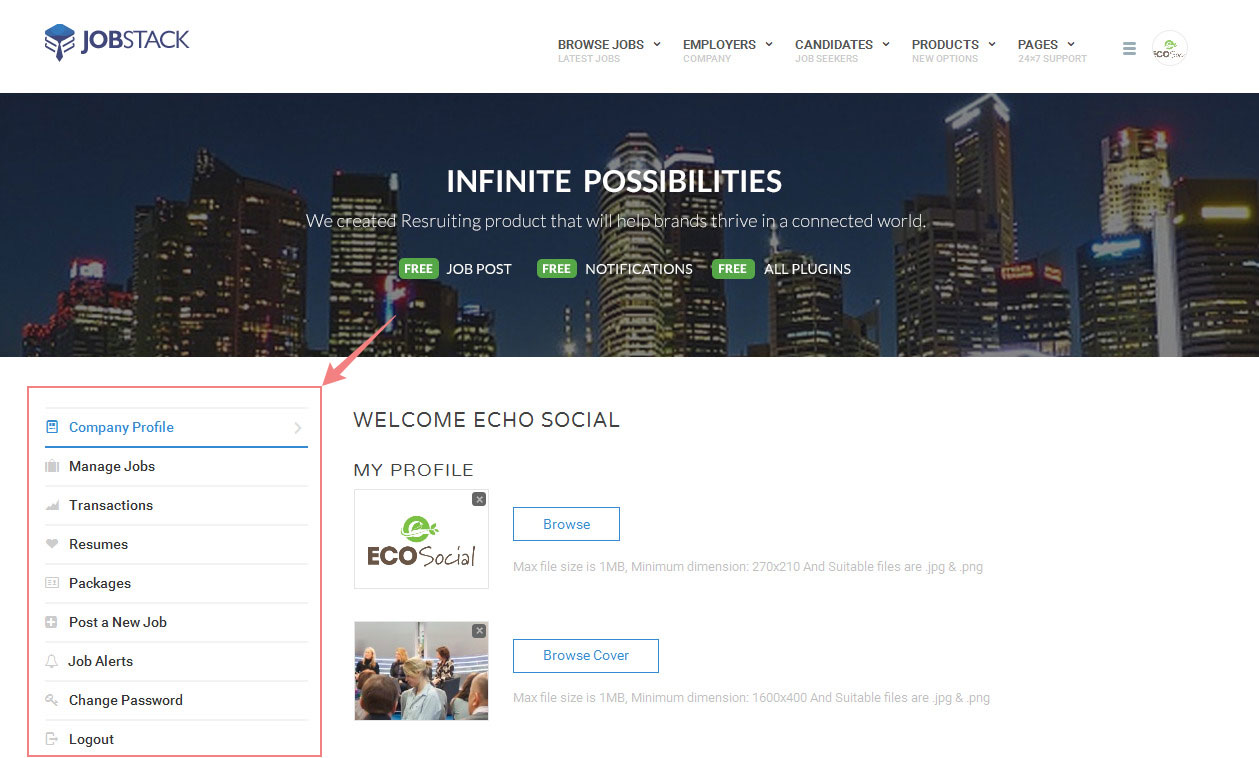 JOBSTACK
BROWSE JOBS EMPLOYERS CANDIDATES PRODUCTS PAGES
LATEST JOBS COMPANY JOB SEEKERS NEW OPTIONS 24×7 SUPPORT
INFINITE POSSIBILITIES
We created Resruiting product that will help brands thrive in a connected world.
FREE JOB POST FREE NOTIFICATIONS FREE ALL PLUGINS
Company Profile
Manage Jobs
Transactions
Resumes
Packages
Post a New Job
Job Alerts
Change Password
Logout
WELCOME ECHO SOCIAL
MY PROFILE
ECO Social
Browse
Max file size is 1MB, Minimum dimension: 270x210 And Suitable files are .jpg & .png
Browse Cover
Max file size is 1MB, Minimum dimension: 1600x400 And Suitable files are .jpg & .png